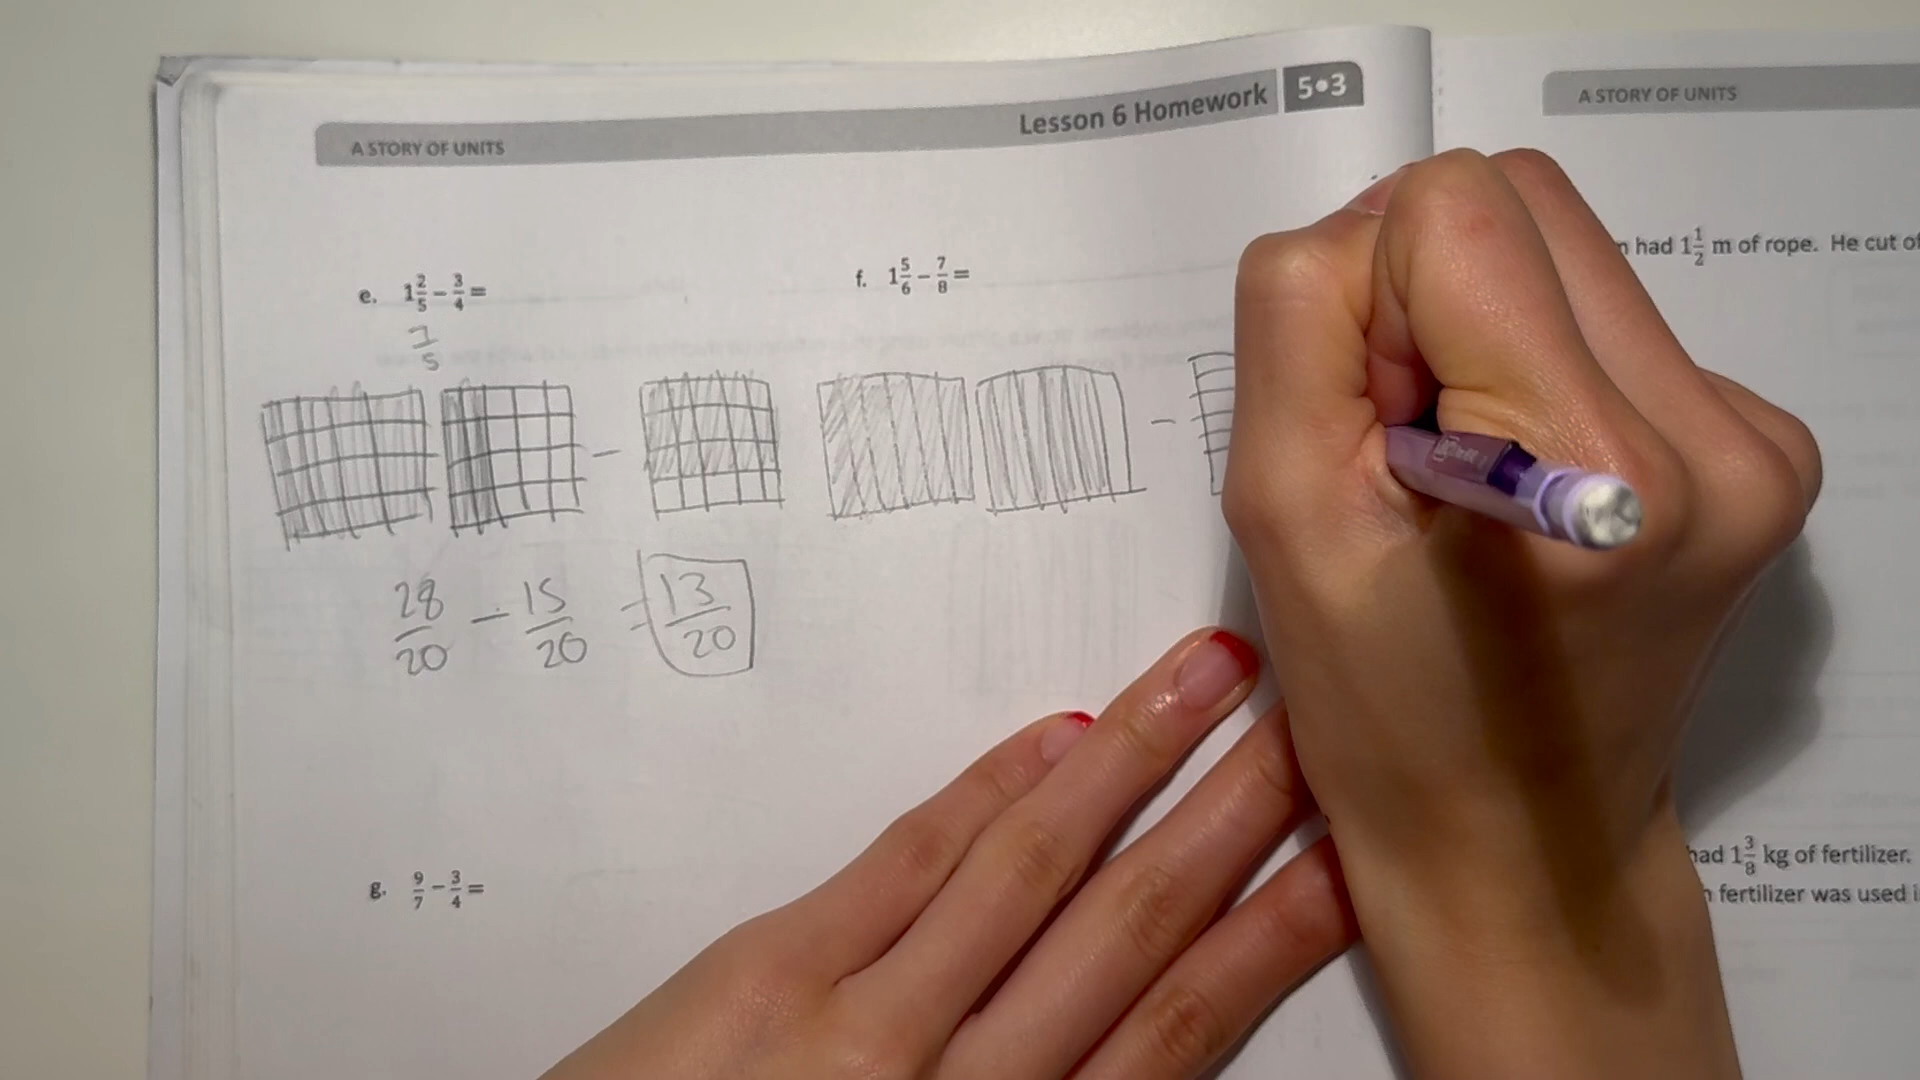 A STORY OF UNITS
Lesson 6 Homework 5•3
e. 1 2/5 − 3/4 =
7/5
f. 1 5/6 − 7/8 =
−
−
28/20 − 15/20 = 13/20
g. 9/7 − 3/4 =
A STORY OF UNITS
had 1 1/2 m of rope. He cut
had 1 3/8 kg of fertilizer.
fertilizer was used